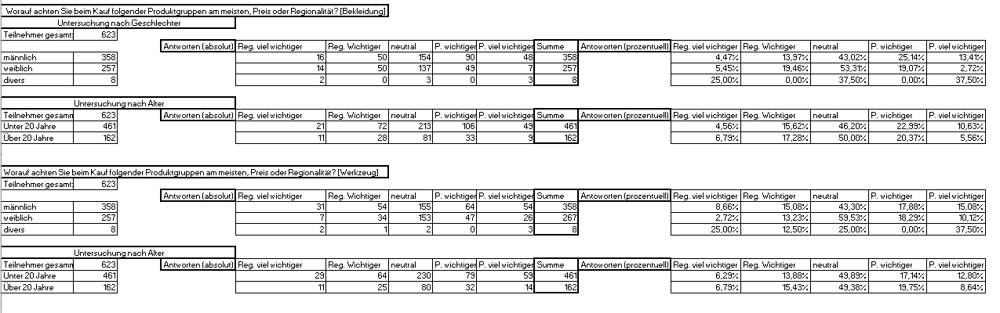 Worauf achten Sie beim Kauf folgender Produktgruppen am meisten, Preis oder Regionalität? [Bekleidung]
Untersuchung nach Geschlechter
Teilnehmer gesamt: 623
Antworten (absolut) Reg. viel wichtiger Reg. Wichtiger neutral P. wichtiger P. viel wichtiger Summe Antoworten (prozentuell) Reg. viel wichtiger Reg. Wichtiger neutral P. wichtiger P. viel wichtiger
männlich 358 16 50 154 90 48 358 4,47% 13,97% 43,02% 25,14% 13,41%
weiblich 257 14 50 137 49 7 257 5,45% 19,46% 53,31% 19,07% 2,72%
divers 8 2 0 3 0 3 8 25,00% 0,00% 37,50% 0,00% 37,50%
Untersuchung nach Alter
Teilnehmer gesamm 623 Antworten (absolut) Reg. viel wichtiger Reg. Wichtiger neutral P. wichtiger P. viel wichtiger Summe Antoworten (prozentuell) Reg. viel wichtiger Reg. Wichtiger neutral P. wichtiger P. viel wichtiger
Unter 20 Jahre 461 21 72 213 106 49 461 4,56% 15,62% 46,20% 22,99% 10,63%
Über 20 Jahre 162 11 28 81 33 9 162 6,79% 17,28% 50,00% 20,37% 5,56%
Worauf achten Sie beim Kauf folgender Produktgruppen am meisten, Preis oder Regionalität? [Werkzeug]
Teilnehmer gesamt: 623
Antworten (absolut) Reg. viel wichtiger Reg. Wichtiger neutral P. wichtiger P. viel wichtiger Summe Antoworten (prozentuell) Reg. viel wichtiger Reg. Wichtiger neutral P. wichtiger P. viel wichtiger
männlich 358 31 54 155 64 54 358 8,66% 15,08% 43,30% 17,88% 15,08%
weiblich 257 7 34 153 47 26 267 2,72% 13,23% 59,53% 18,29% 10,12%
divers 8 2 1 2 0 3 8 25,00% 12,50% 25,00% 0,00% 37,50%
Untersuchung nach Alter
Teilnehmer gesamm 623 Antworten (absolut) Reg. viel wichtiger Reg. Wichtiger neutral P. wichtiger P. viel wichtiger Summe Antoworten (prozentuell) Reg. viel wichtiger Reg. Wichtiger neutral P. wichtiger P. viel wichtiger
Unter 20 Jahre 461 29 64 230 79 59 461 6,29% 13,88% 49,89% 17,14% 12,80%
Über 20 Jahre 162 11 25 80 32 14 162 6,79% 15,43% 49,38% 19,75% 8,64%